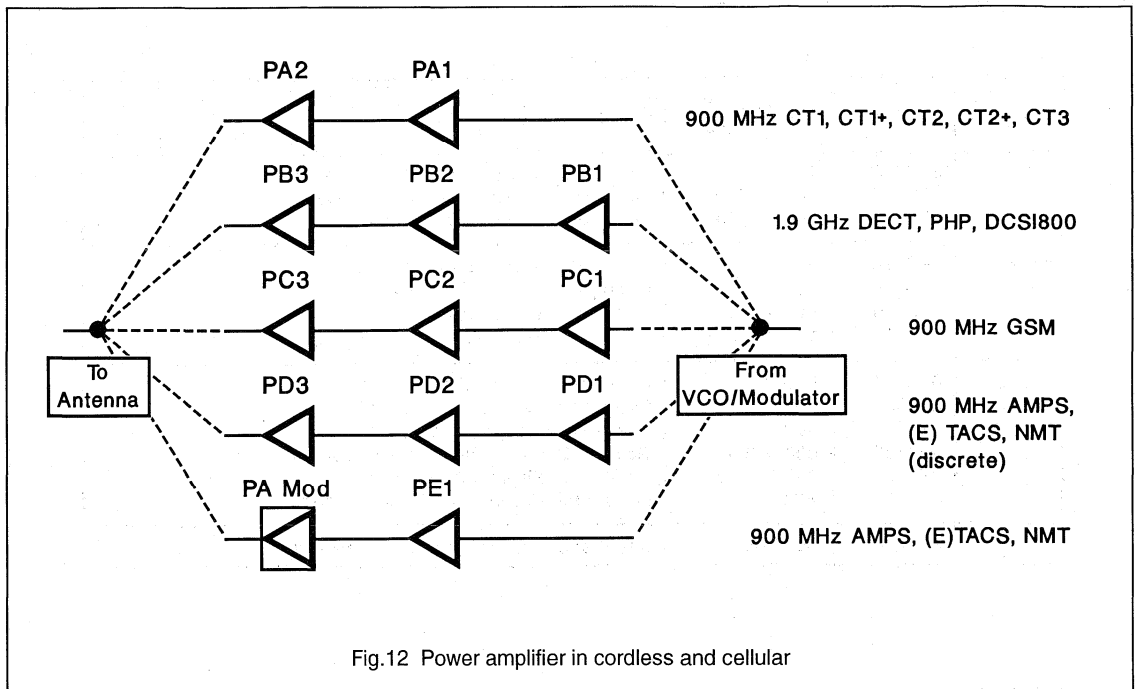 PA2 PA1
900 MHz CT1, CT1+, CT2, CT2+, CT3
PB3 PB2 PB1
1.9 GHz DECT, PHP, DCSI800
PC3 PC2 PC1
900 MHz GSM
To
Antenna
From
VCO/Modulator
PD3 PD2 PD1
900 MHz AMPS,
(E) TACS, NMT
(discrete)
PA Mod PE1
900 MHz AMPS, (E)TACS, NMT
Fig.12 Power amplifier in cordless and cellular